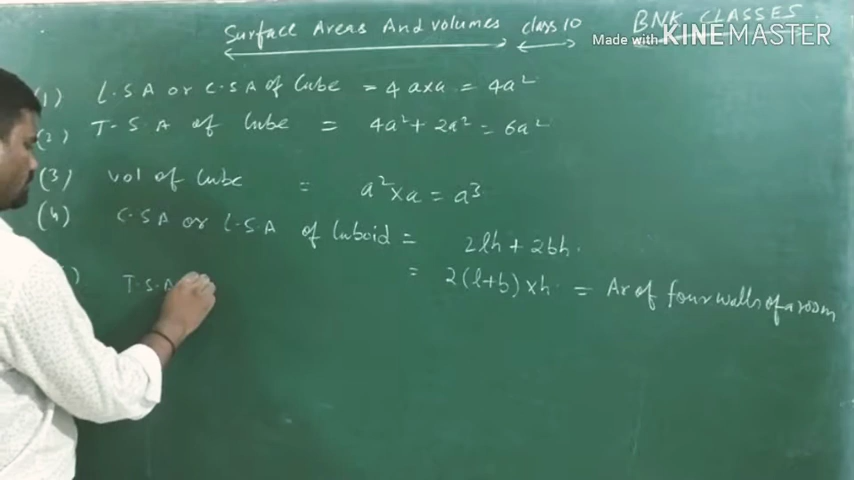 Surface Areas And volumes class 10 BNK CLASSES
Made with KINEMASTER
(1) L.S A or C.S A of Cube = 4 axa = 4a²
(2) T.S.A of Cube = 4a² + 2a² = 6a²
(3) vol of Cube = a² x a = a³
(4) C.S A or L.S.A of Cuboid = 2lh + 2bh.
= 2(l+b) x h = Ar of four walls of a room
) T.S.A